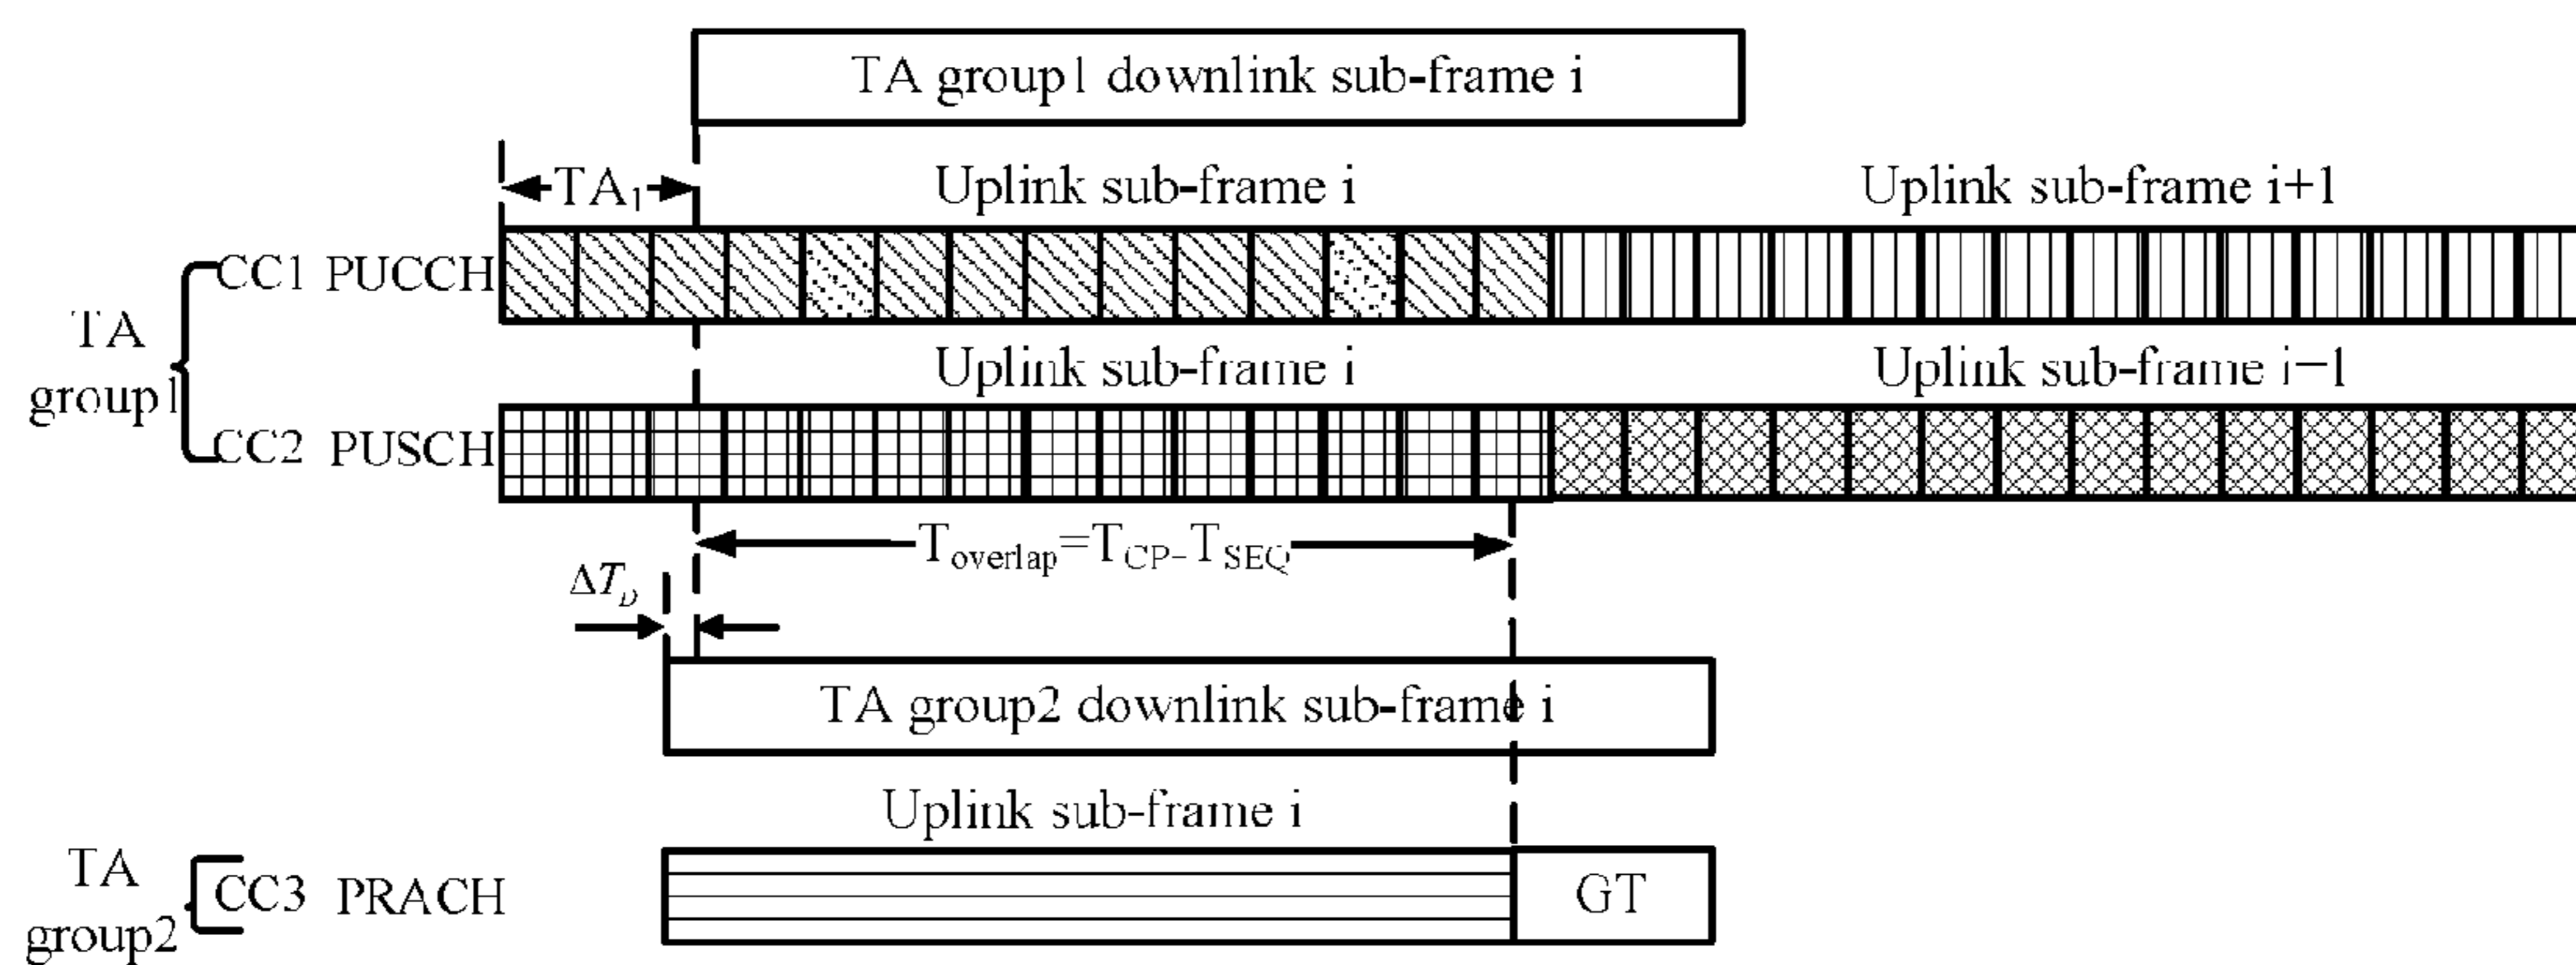 TA group1 downlink sub-frame i
TA₁
Uplink sub-frame i
Uplink sub-frame i+1
CC1 PUCCH
TA
group1
Uplink sub-frame i
Uplink sub-frame i−1
CC2 PUSCH
T_overlap=T_CP−T_SEQ
ΔT_D
TA group2 downlink sub-frame i
Uplink sub-frame i
TA
group2
CC3 PRACH
GT